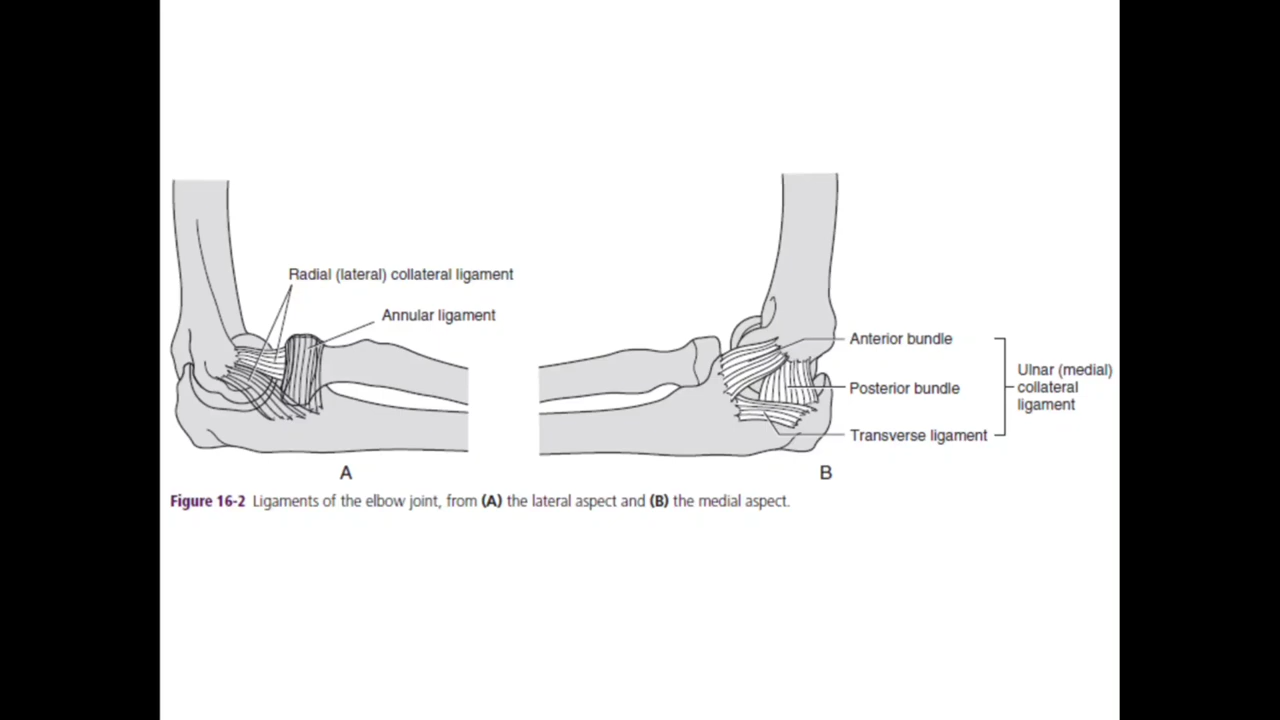 Radial (lateral) collateral ligament
Annular ligament
A
Anterior bundle
Posterior bundle
Transverse ligament
Ulnar (medial)
collateral
ligament
B
Figure 16-2 Ligaments of the elbow joint, from (A) the lateral aspect and (B) the medial aspect.